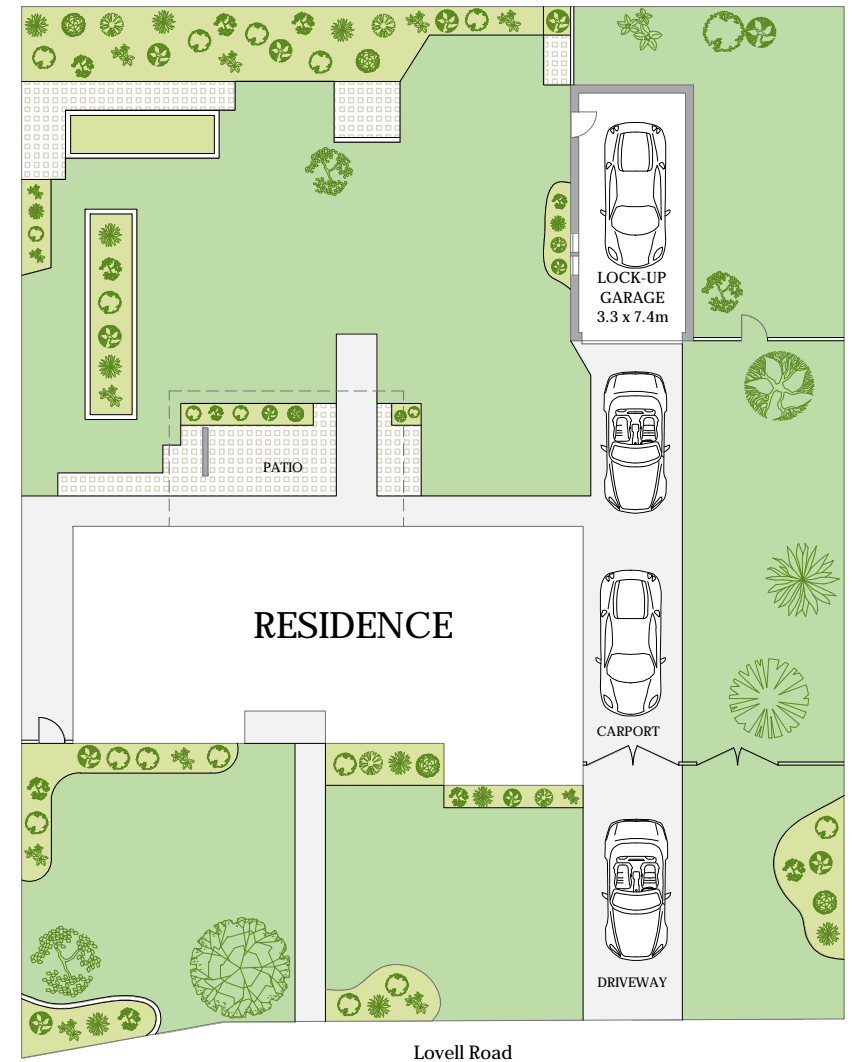 LOCK-UP
GARAGE
3.3 x 7.4m
PATIO
RESIDENCE
CARPORT
DRIVEWAY
Lovell Road